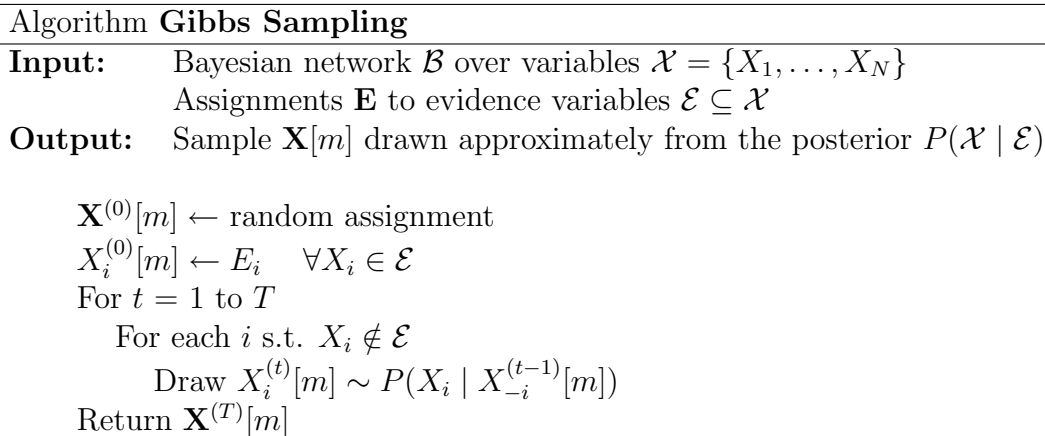 Algorithm Gibbs Sampling
Input: Bayesian network ℬ over variables 𝒳 = {X₁, . . . , X_N}
Assignments E to evidence variables ℰ ⊆ 𝒳
Output: Sample X[m] drawn approximately from the posterior P(𝒳 | ℰ)
X^{(0)}[m] ← random assignment
X_i^{(0)}[m] ← E_i ∀X_i ∈ ℰ
For t = 1 to T
For each i s.t. X_i ∉ ℰ
Draw X_i^{(t)}[m] ∼ P(X_i | X_{−i}^{(t−1)}[m])
Return X^{(T)}[m]